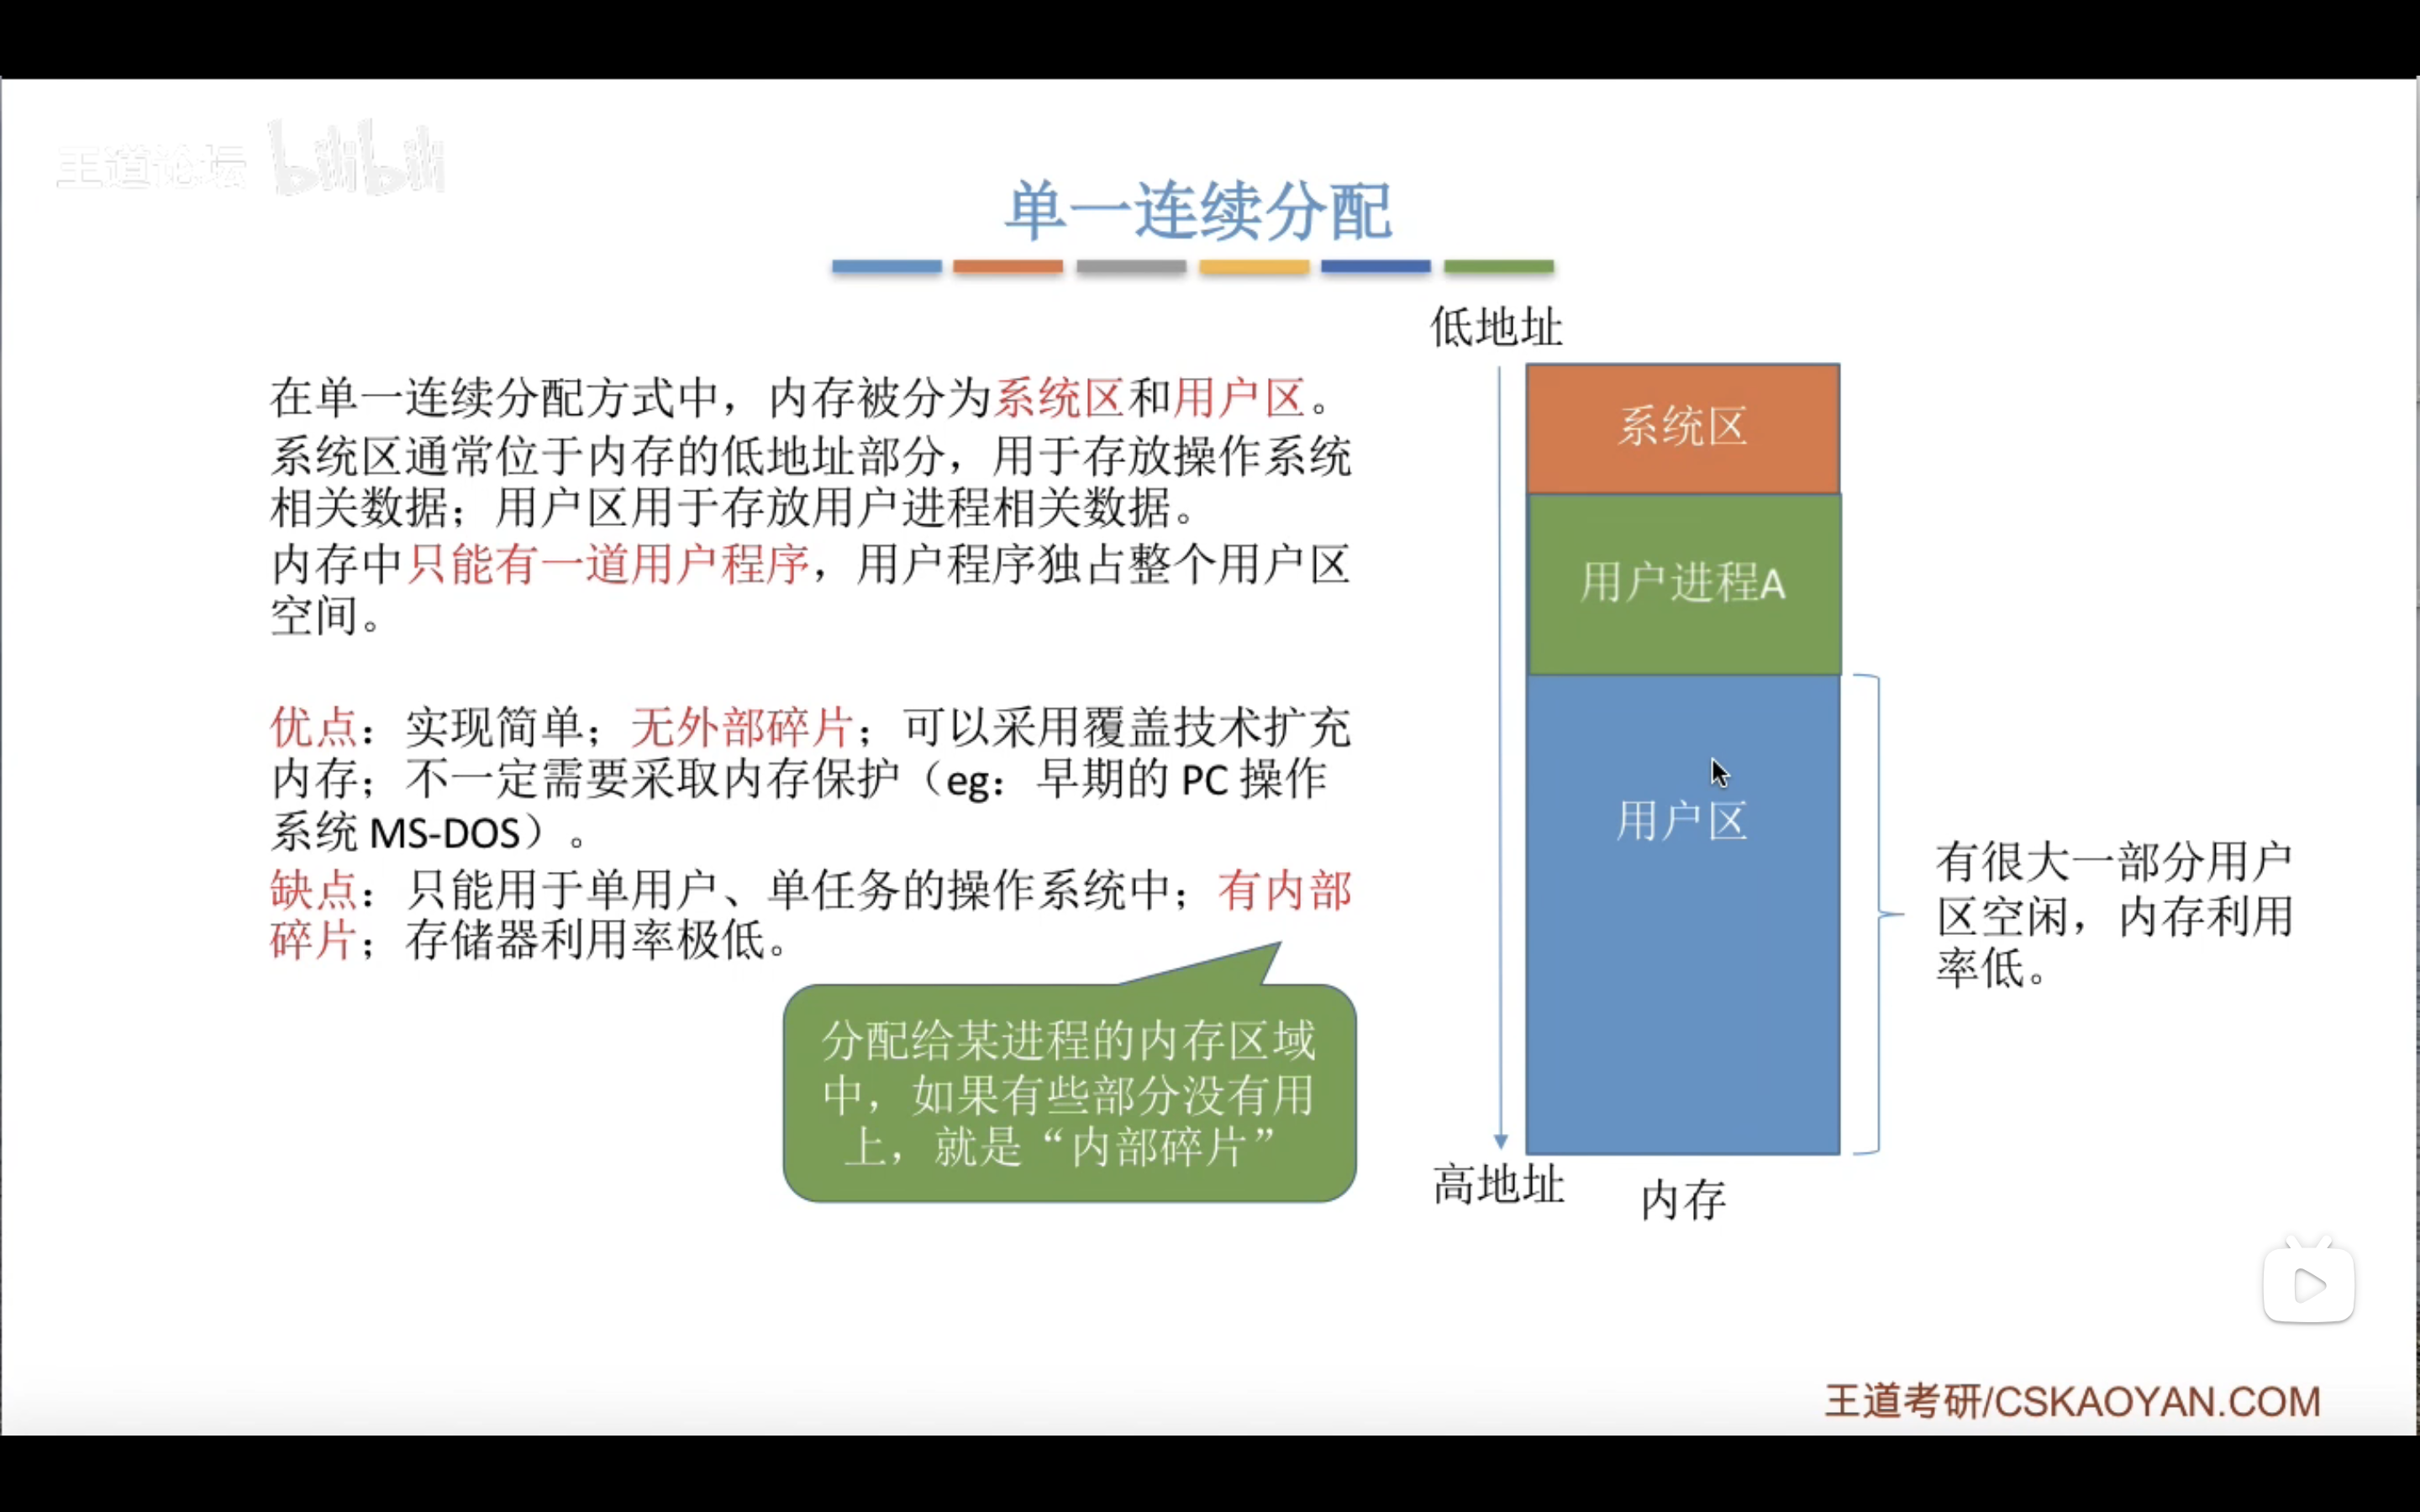 王道论坛 bilibili
单一连续分配
在单一连续分配方式中，内存被分为系统区和用户区。
系统区通常位于内存的低地址部分，用于存放操作系统
相关数据；用户区用于存放用户进程相关数据。
内存中只能有一道用户程序，用户程序独占整个用户区
空间。
优点：实现简单；无外部碎片；可以采用覆盖技术扩充
内存；不一定需要采取内存保护（eg：早期的 PC 操作
系统 MS-DOS）。
缺点：只能用于单用户、单任务的操作系统中；有内部
碎片；存储器利用率极低。
分配给某进程的内存区域
中，如果有些部分没有用
上，就是“内部碎片”
低地址
系统区
用户进程A
用户区
高地址
内存
有很大一部分用户
区空闲，内存利用
率低。
王道考研/CSKAOYAN.COM